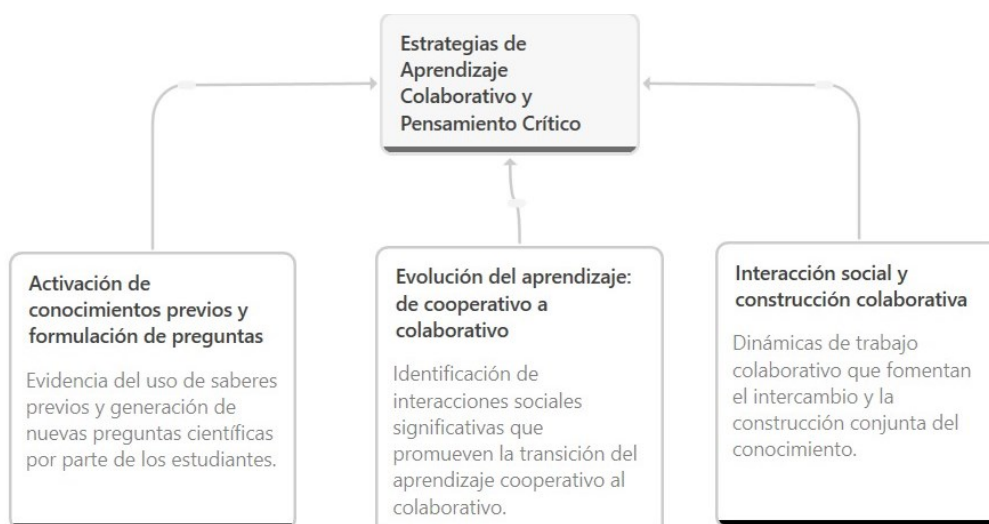 Estrategias de
Aprendizaje
Colaborativo y
Pensamiento Crítico
Activación de
conocimientos previos y
formulación de preguntas
Evidencia del uso de saberes
previos y generación de
nuevas preguntas científicas
por parte de los estudiantes.
Evolución del aprendizaje:
de cooperativo a
colaborativo
Identificación de
interacciones sociales
significativas que
promueven la transición del
aprendizaje cooperativo al
colaborativo.
Interacción social y
construcción colaborativa
Dinámicas de trabajo
colaborativo que fomentan
el intercambio y la
construcción conjunta del
conocimiento.